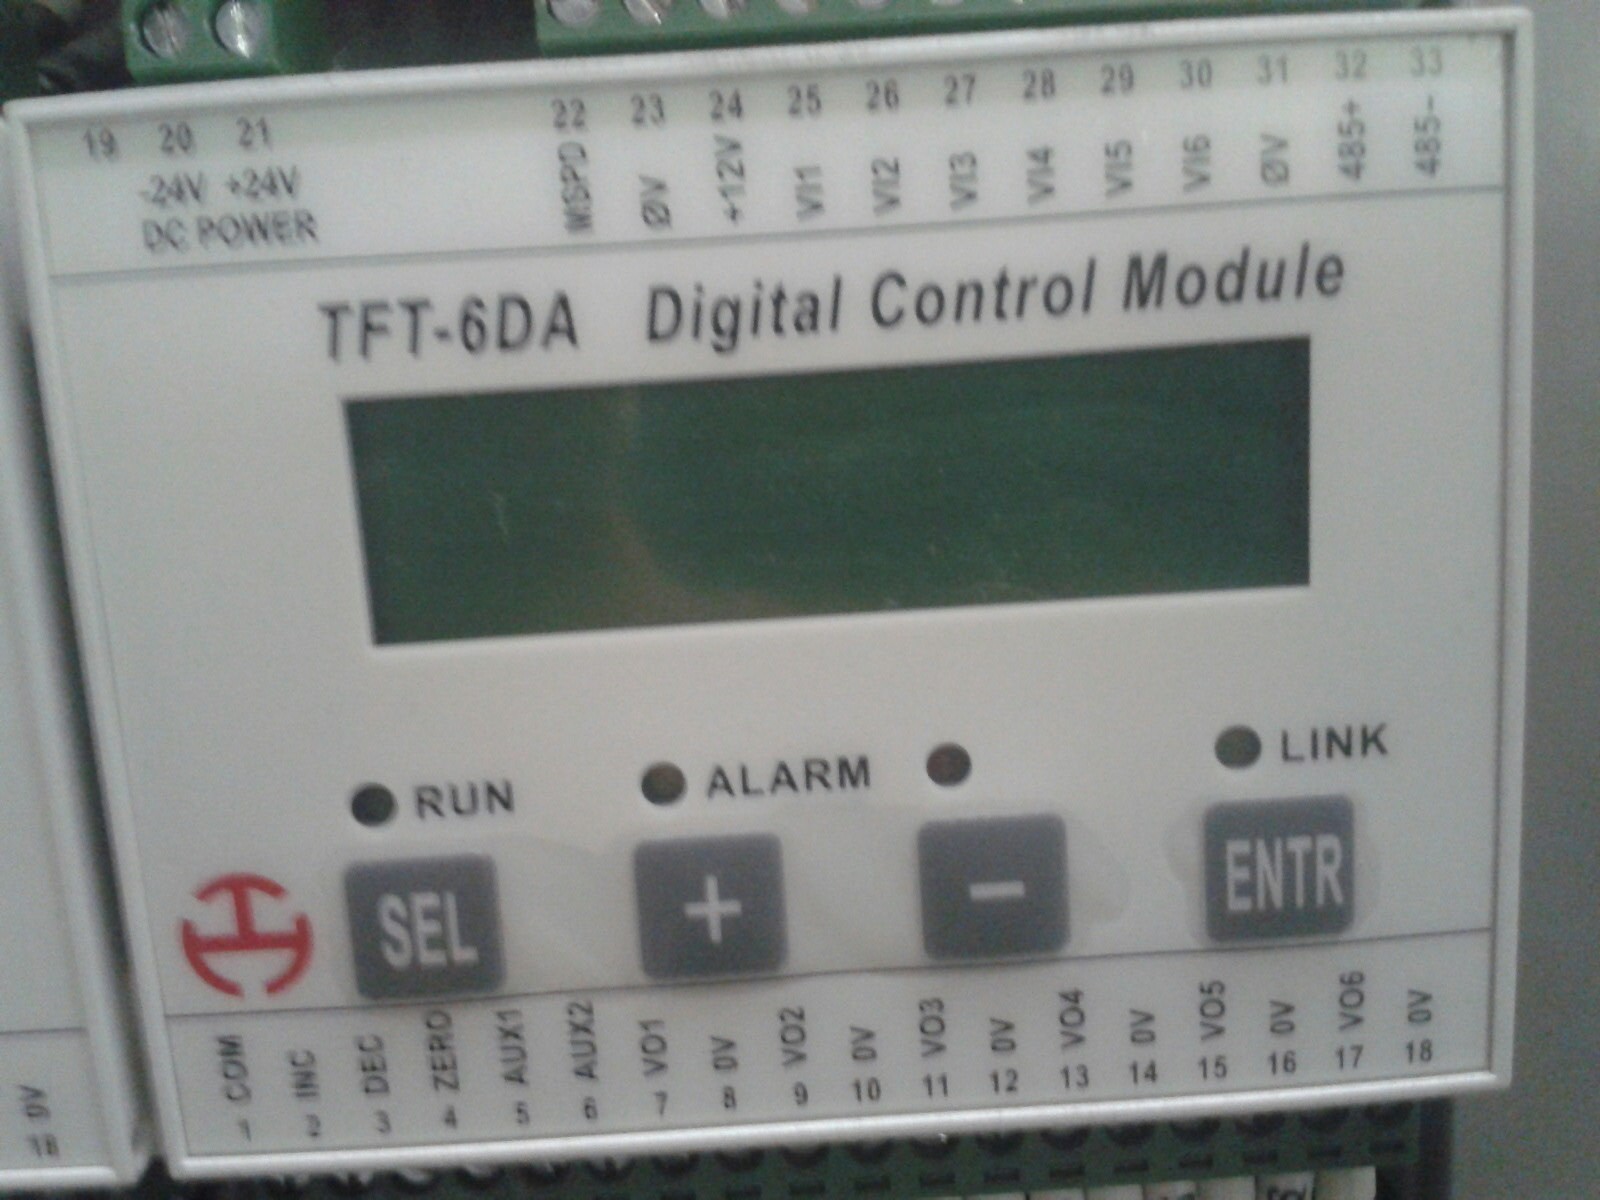 19 20 21 22 23 24 25 26 27 28 29 30 31 32 33
-24V +24V MSPD ØV +12V VI1 VI2 VI3 VI4 VI5 VI6 ØV 485+ 485-
DC POWER
TFT-6DA Digital Control Module
RUN ALARM LINK
SEL + - ENTR
COM INC DEC ZERO AUX1 AUX2 VO1 0V VO2 0V VO3 0V VO4 0V VO5 0V VO6 0V
1 2 3 4 5 6 7 8 9 10 11 12 13 14 15 16 17 18
0V
18